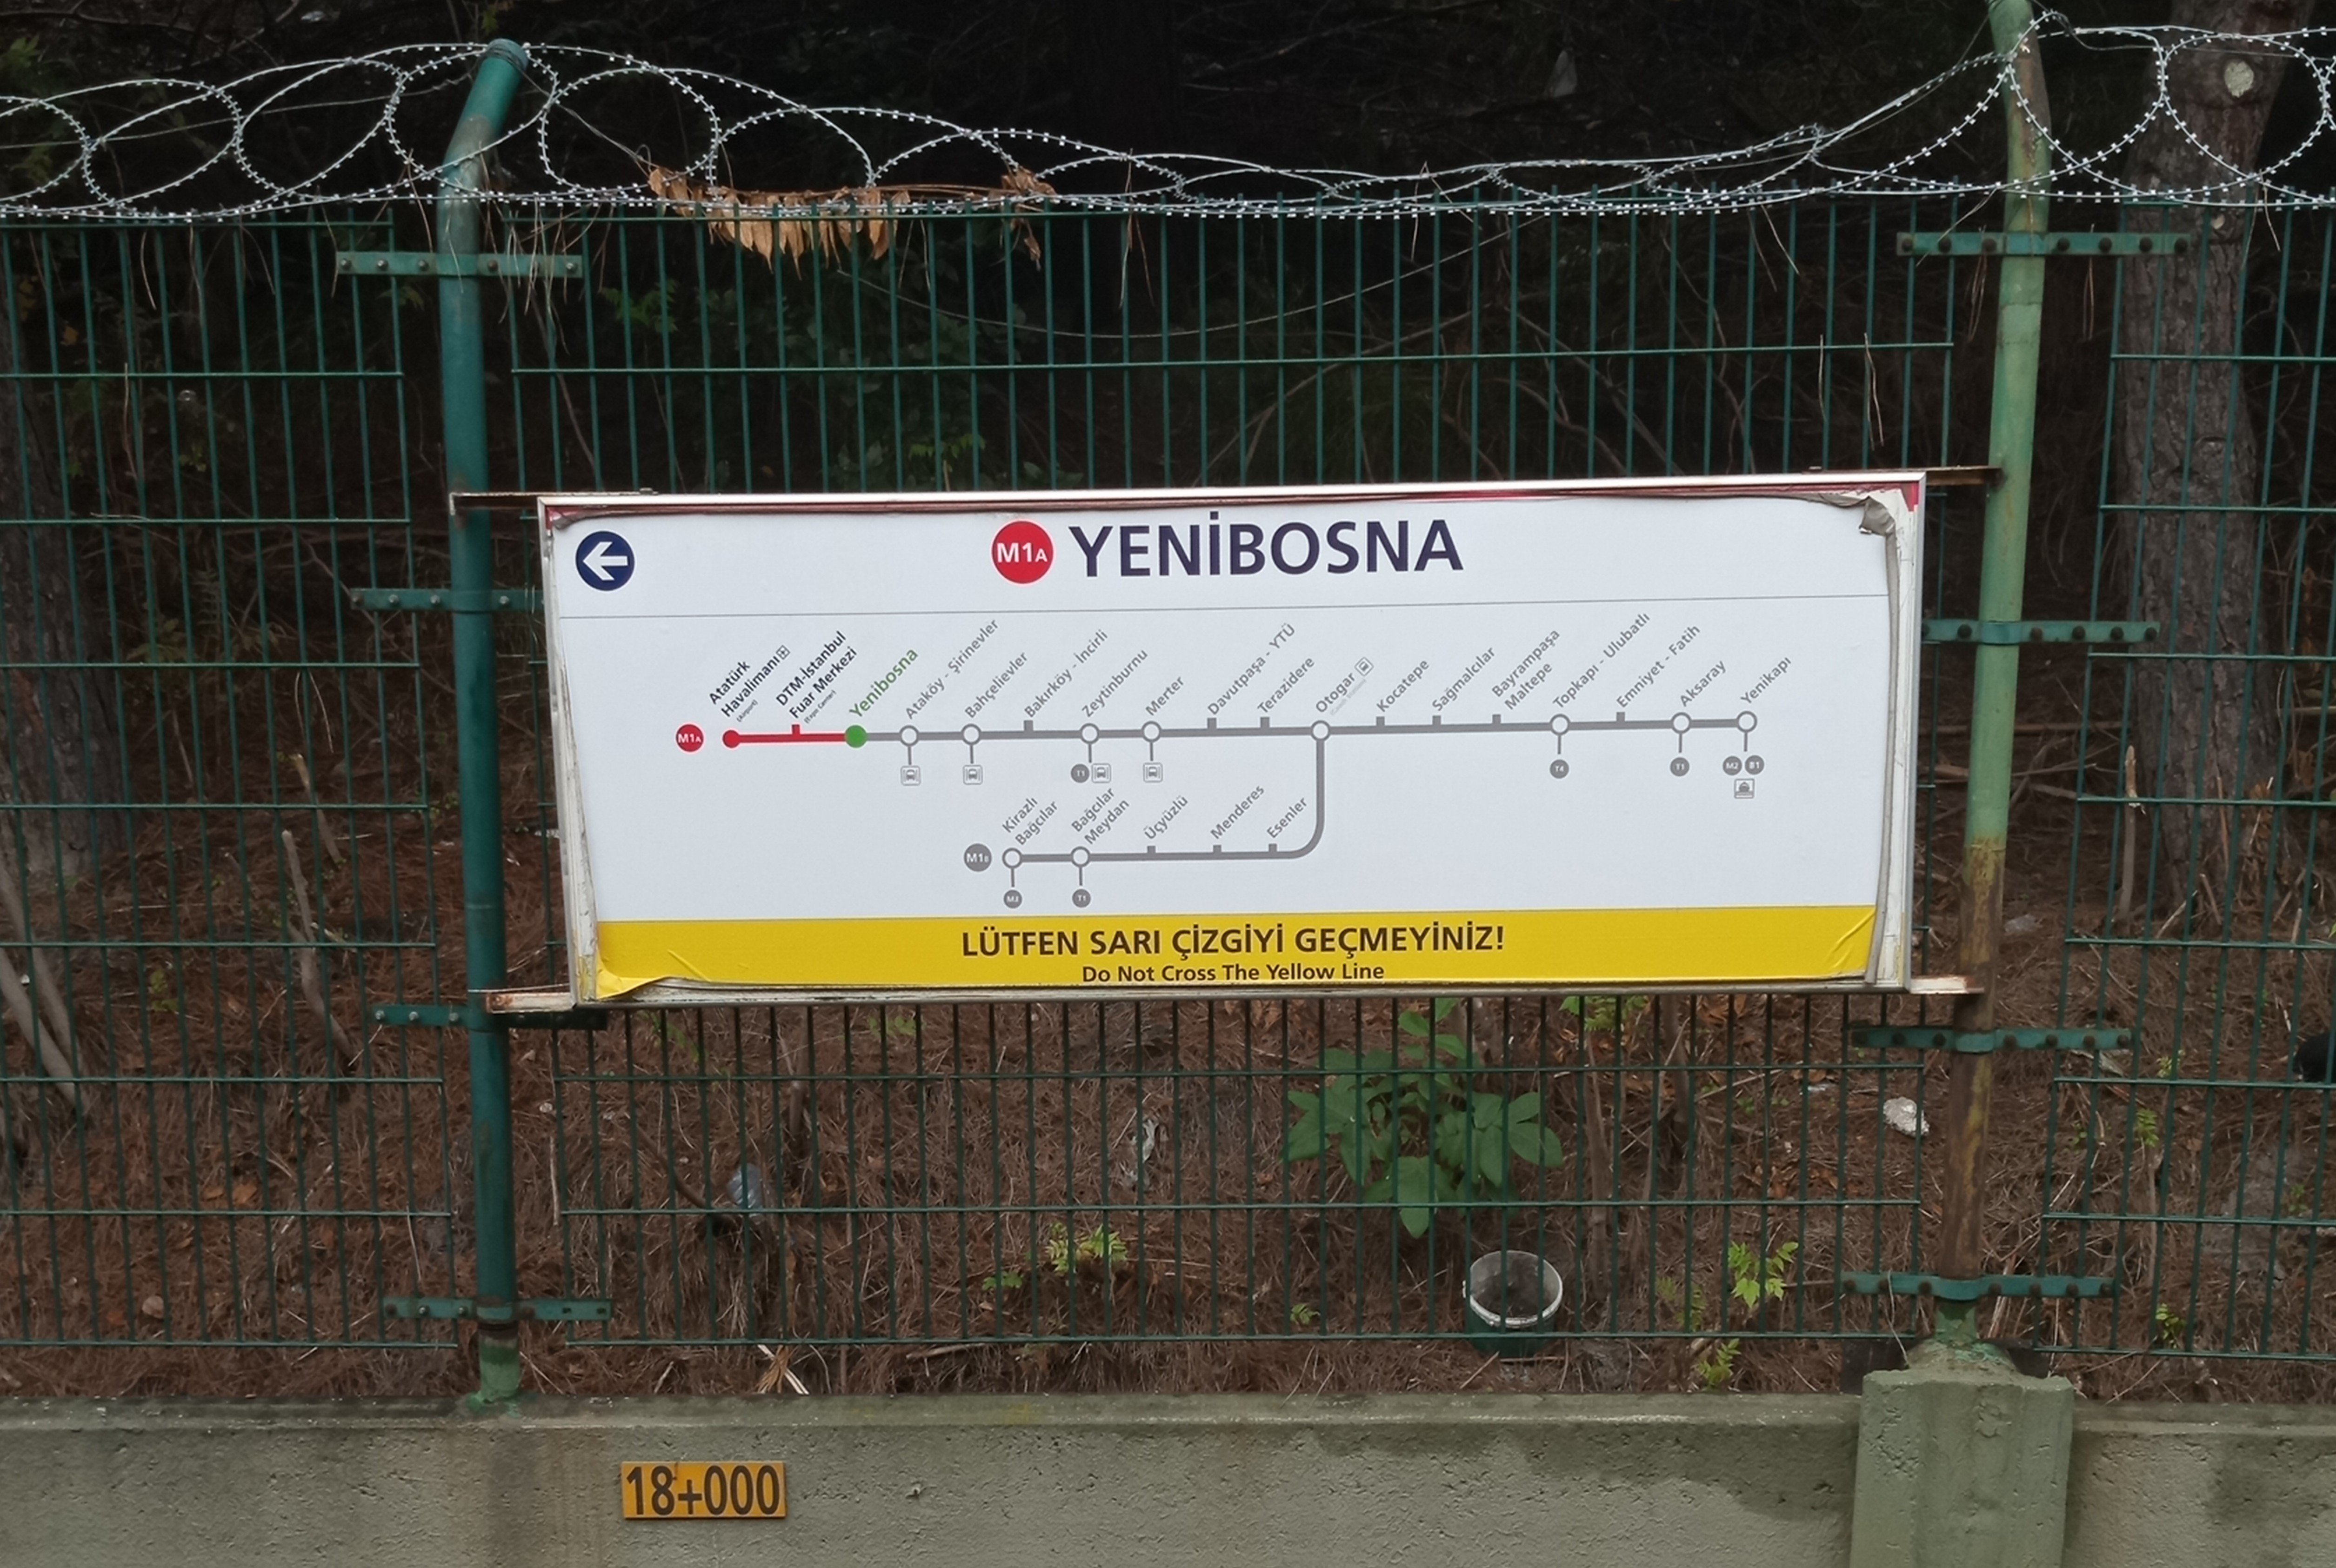 M1A YENİBOSNA
Atatürk
Havalimanı
(Airport)
DTM-İstanbul
Fuar Merkezi
(Expo Center)
Yenibosna
Ataköy - Şirinevler
Bahçelievler
Bakırköy - İncirli
Zeytinburnu
Merter
Davutpaşa - YTÜ
Terazidere
Otogar
Kocatepe
Sağmalcılar
Bayrampaşa
Maltepe
Topkapı - Ulubatlı
Emniyet - Fatih
Aksaray
Yenikapı
M1A
T1
T4
T1
M2 B1
Kirazlı
Bağcılar
Bağcılar
Meydan
Üçyüzlü
Menderes
Esenler
M1B
M3
T1
LÜTFEN SARI ÇİZGİYİ GEÇMEYİNİZ!
Do Not Cross The Yellow Line
18+000